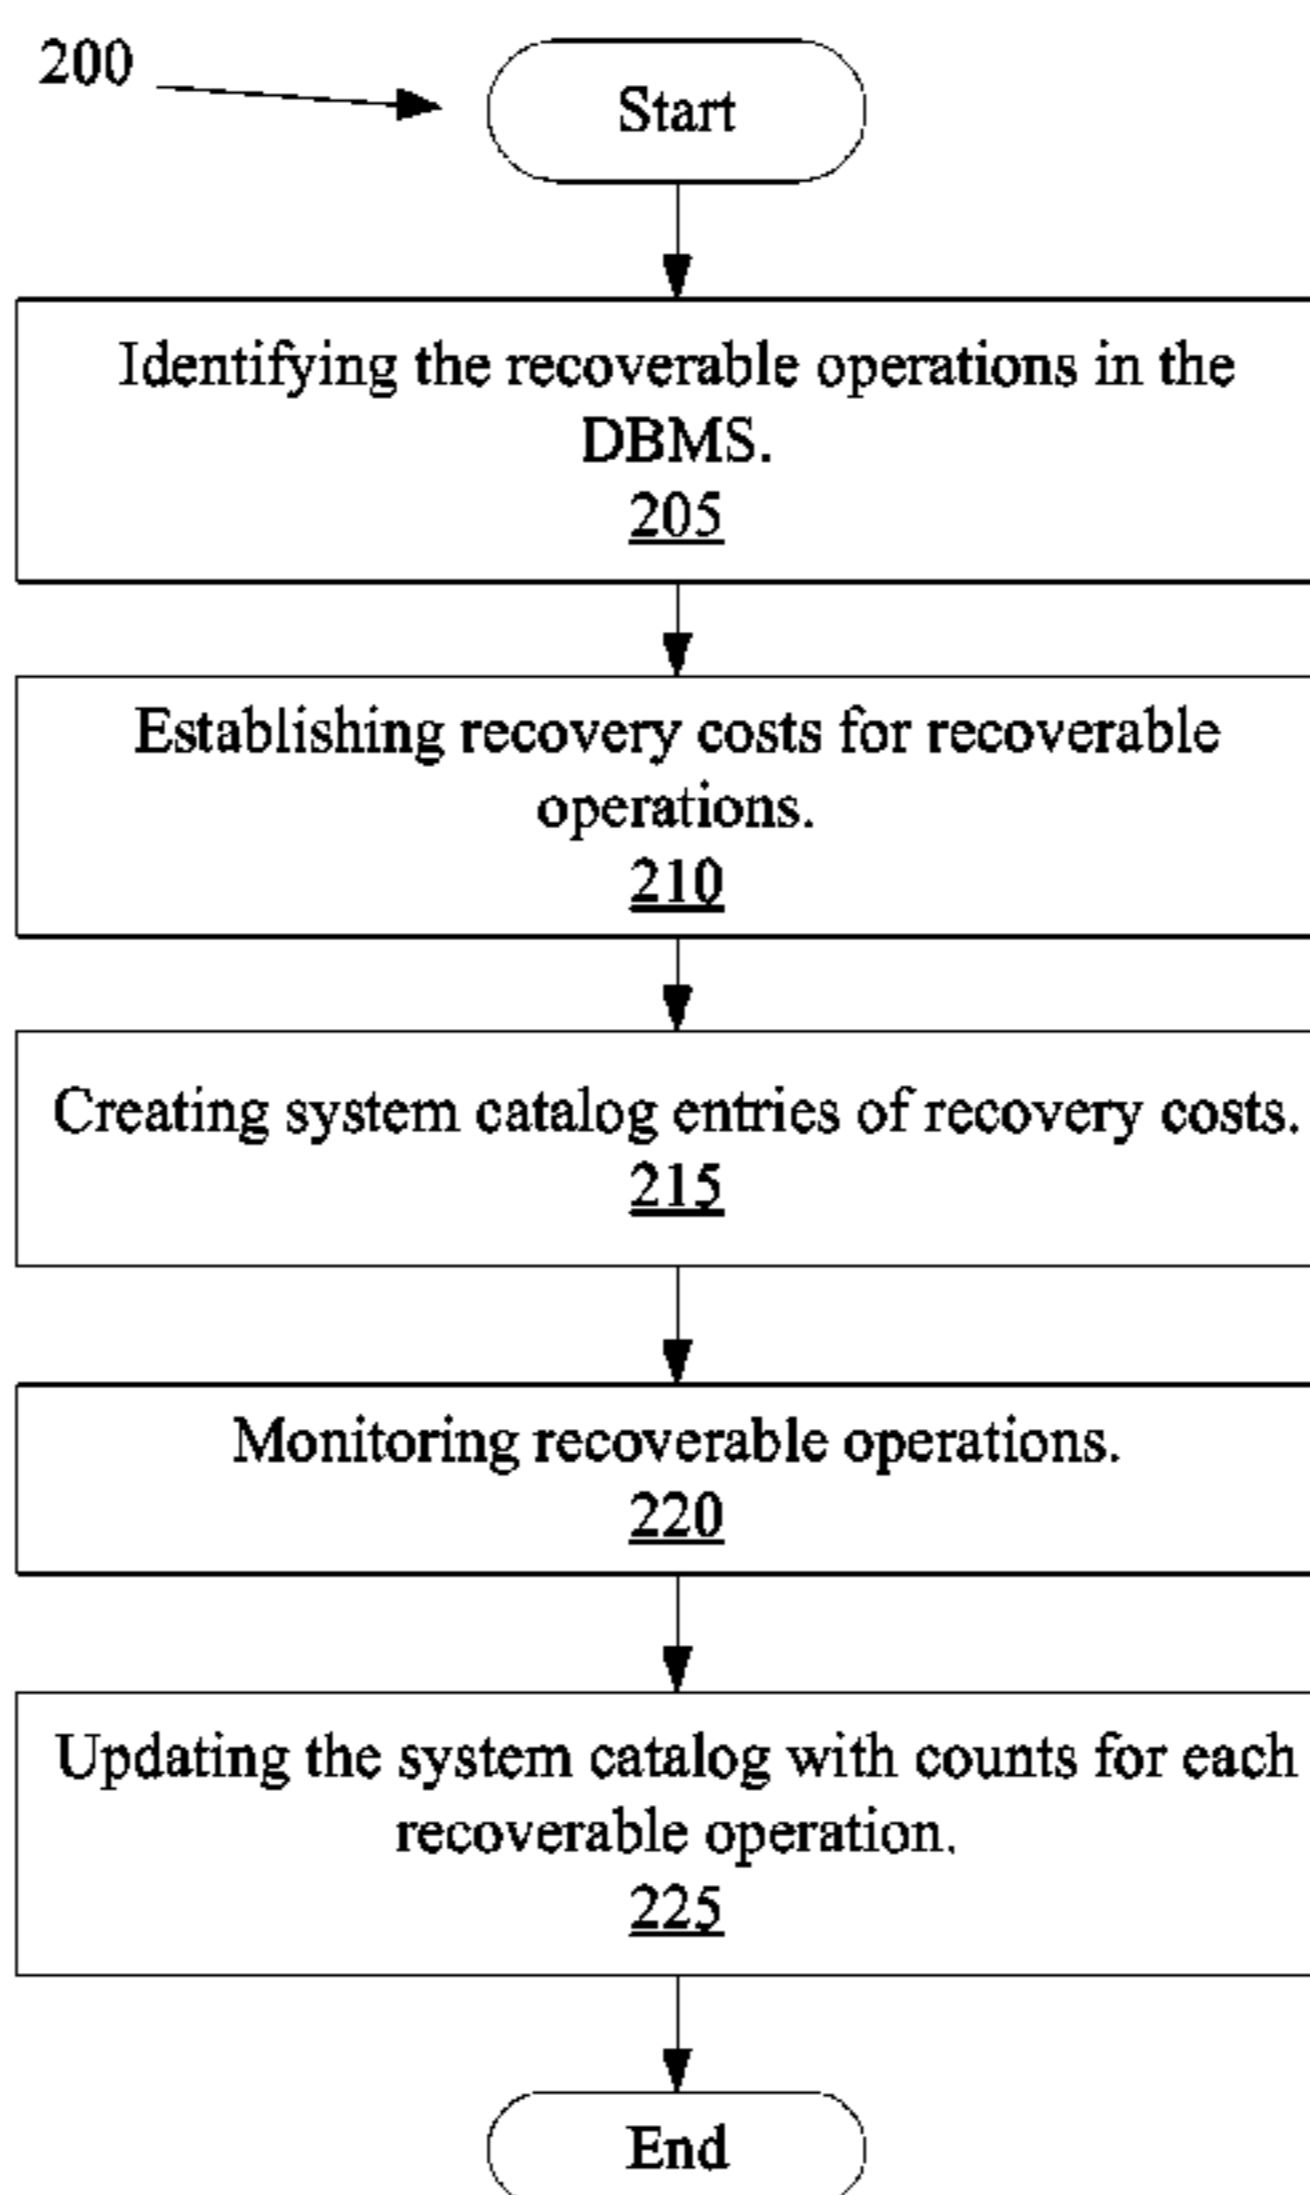 200
Start
Identifying the recoverable operations in the
DBMS.
205
Establishing recovery costs for recoverable
operations.
210
Creating system catalog entries of recovery costs.
215
Monitoring recoverable operations.
220
Updating the system catalog with counts for each
recoverable operation.
225
End